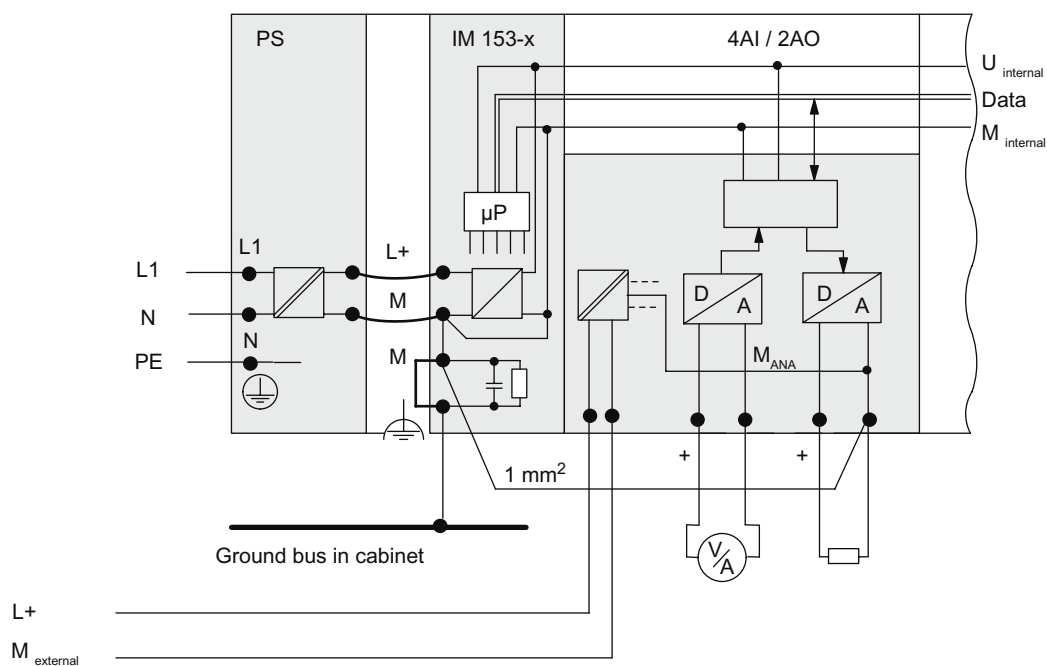 PS
IM 153-x
4AI / 2AO
U internal
Data
M internal
µP
L1
L+
L1
D
A
D
A
N
M
N
PE
M
M ANA
+
+
1 mm²
V/A
Ground bus in cabinet
L+
M external